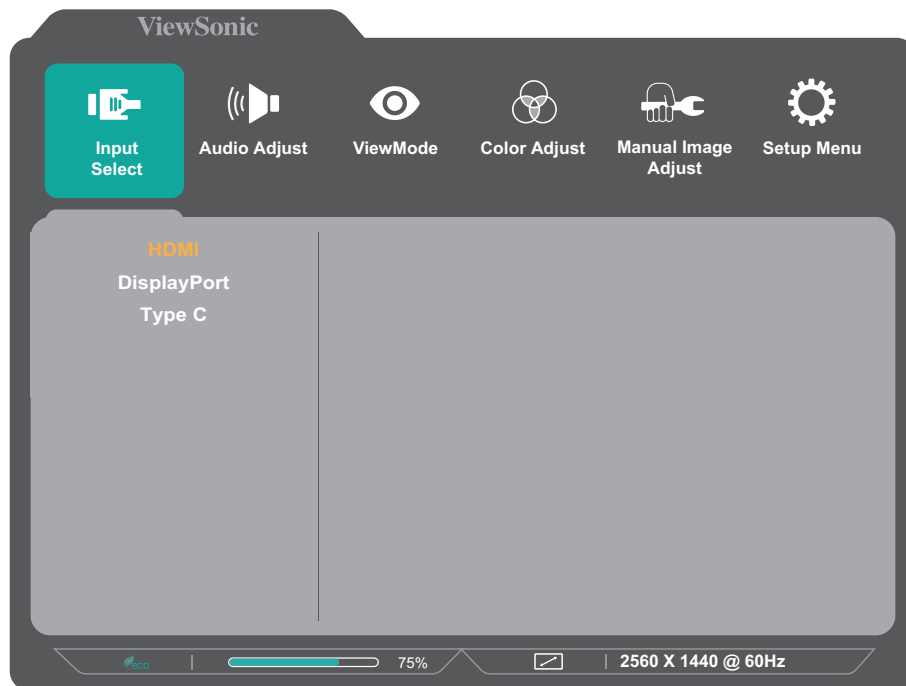 ViewSonic
Input
Select
Audio Adjust
ViewMode
Color Adjust
Manual Image
Adjust
Setup Menu
HDMI
DisplayPort
Type C
ECO
75%
2560 X 1440 @ 60Hz